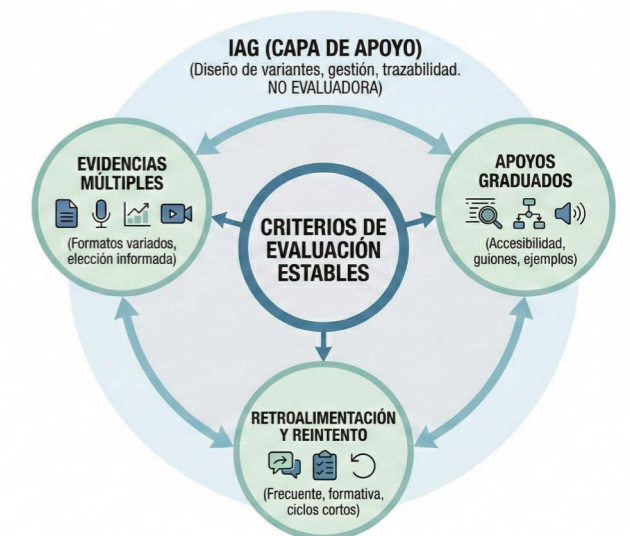 IAG (CAPA DE APOYO)
(Diseño de variantes, gestión, trazabilidad.
NO EVALUADORA)
EVIDENCIAS
MÚLTIPLES
(Formatos variados,
elección informada)
CRITERIOS DE
EVALUACIÓN
ESTABLES
APOYOS
GRADUADOS
(Accesibilidad,
guiones, ejemplos)
RETROALIMENTACIÓN
Y REINTENTO
(Frecuente, formativa,
ciclos cortos)